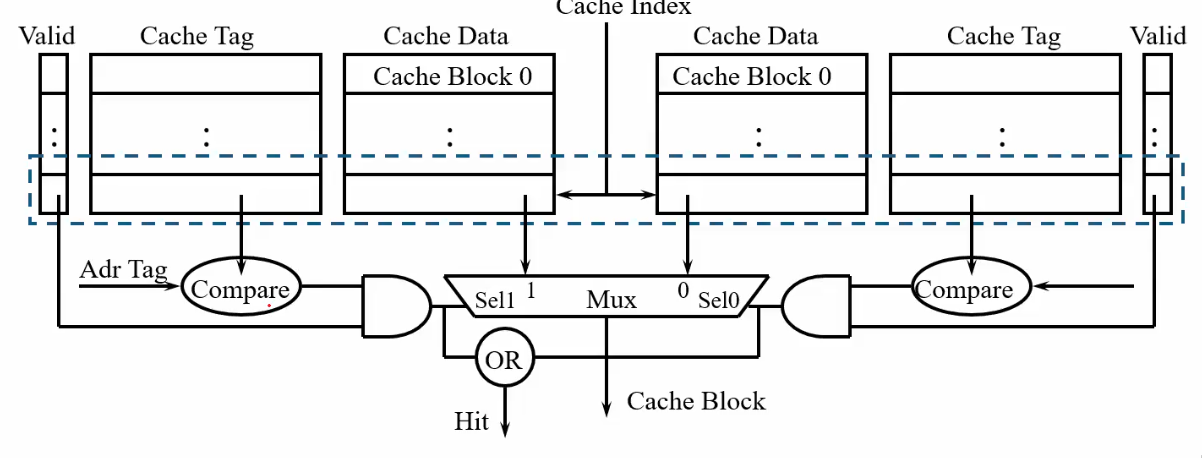 Cache Index
Valid Cache Tag Cache Data Cache Data Cache Tag Valid
Cache Block 0 Cache Block 0
: : : : : :
Adr Tag
Compare Sel1 1 Mux 0 Sel0 Compare
OR
Hit
Cache Block